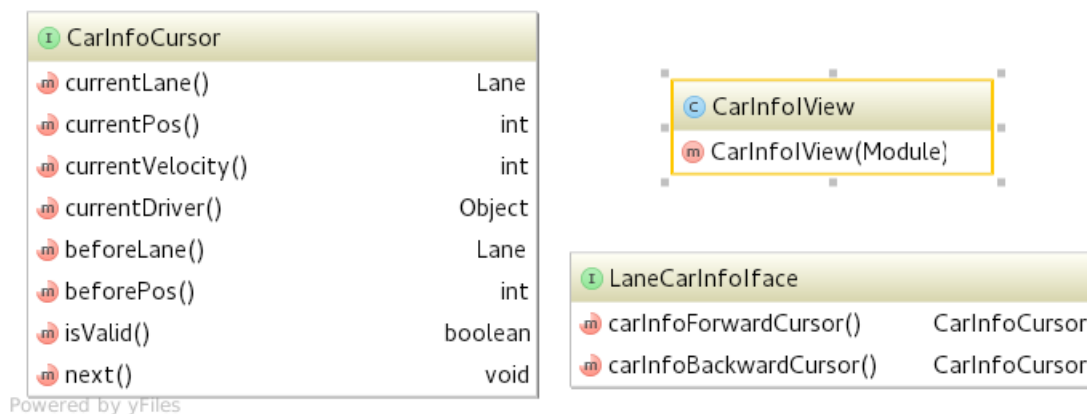 CarInfoCursor
currentLane() Lane
currentPos() int
currentVelocity() int
currentDriver() Object
beforeLane() Lane
beforePos() int
isValid() boolean
next() void
Powered by yFiles
CarInfoIView
CarInfoIView(Module)
LaneCarInfoIface
carInfoForwardCursor() CarInfoCursor
carInfoBackwardCursor() CarInfoCursor